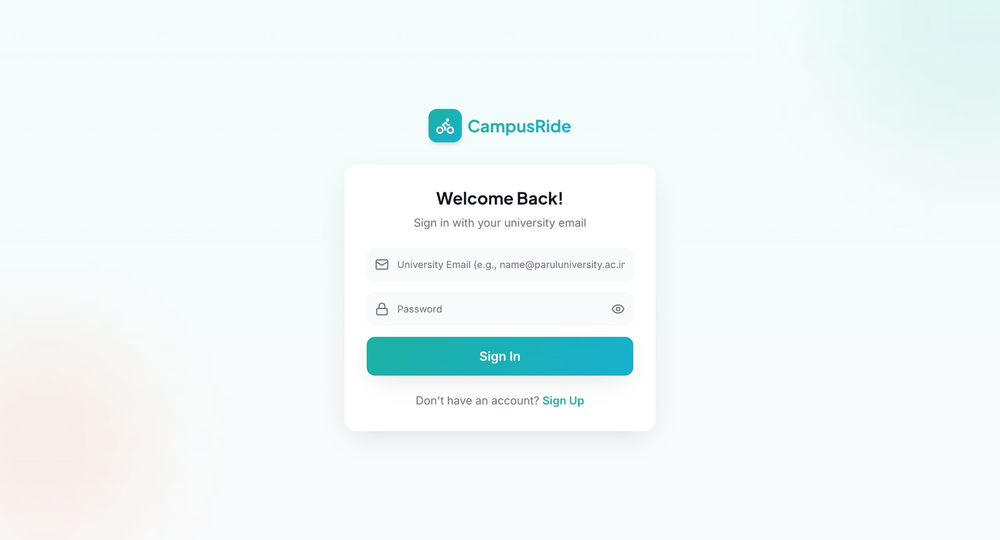 CampusRide
Welcome Back!
Sign in with your university email
University Email (e.g., name@paruluniversity.ac.ir
Password
Sign In
Don't have an account? Sign Up